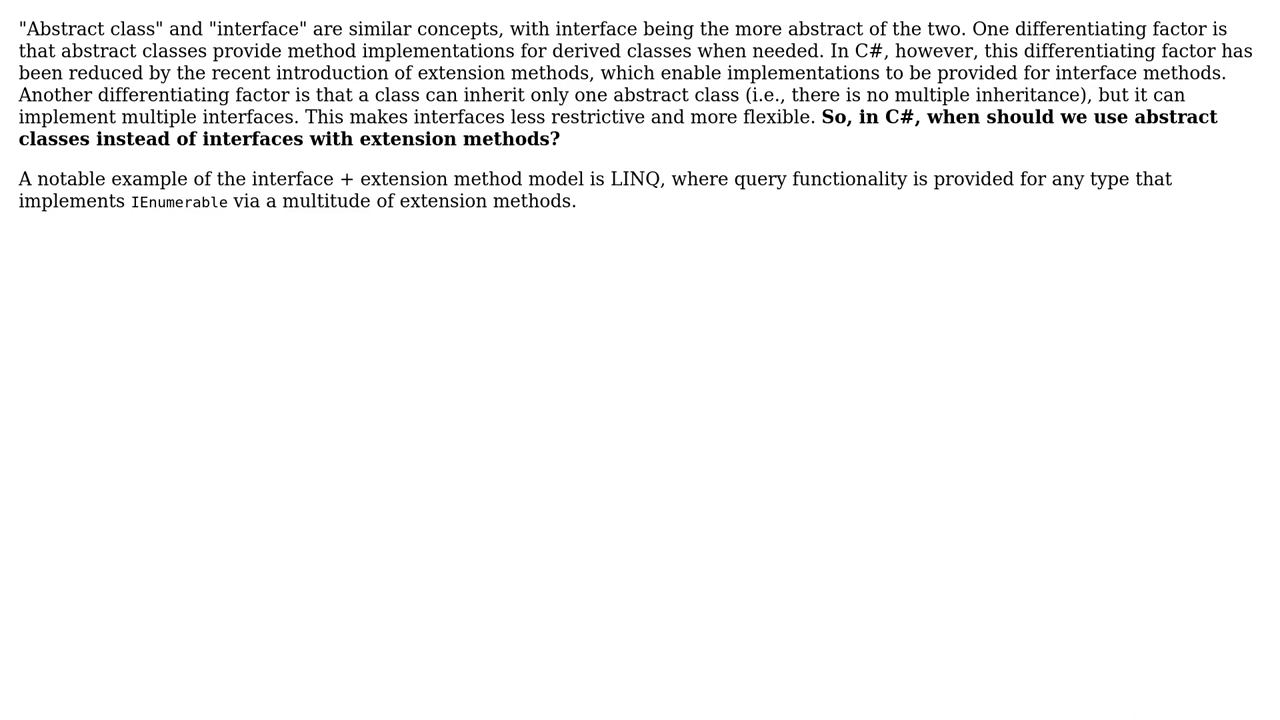 "Abstract class" and "interface" are similar concepts, with interface being the more abstract of the two. One differentiating factor is
that abstract classes provide method implementations for derived classes when needed. In C#, however, this differentiating factor has
been reduced by the recent introduction of extension methods, which enable implementations to be provided for interface methods.
Another differentiating factor is that a class can inherit only one abstract class (i.e., there is no multiple inheritance), but it can
implement multiple interfaces. This makes interfaces less restrictive and more flexible. So, in C#, when should we use abstract
classes instead of interfaces with extension methods?
A notable example of the interface + extension method model is LINQ, where query functionality is provided for any type that
implements IEnumerable via a multitude of extension methods.